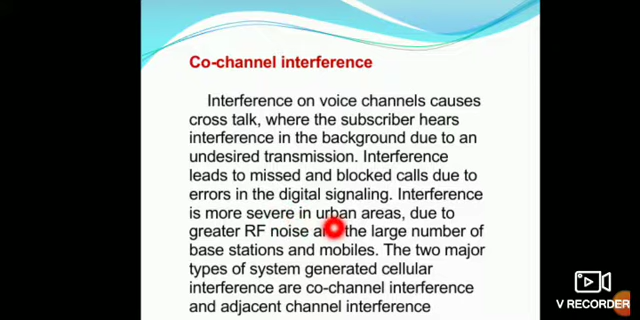 Co-channel interference
Interference on voice channels causes
cross talk, where the subscriber hears
interference in the background due to an
undesired transmission. Interference
leads to missed and blocked calls due to
errors in the digital signaling. Interference
is more severe in urban areas, due to
greater RF noise the large number of
base stations and mobiles. The two major
types of system generated cellular
interference are co-channel interference
and adjacent channel interference
V RECORDER